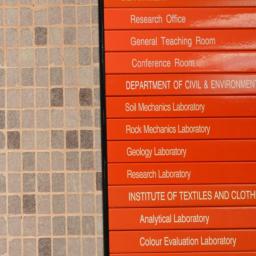 Research Office
General Teaching Room
Conference Room
DEPARTMENT OF CIVIL & ENVIRONMENT
Soil Mechanics Laboratory
Rock Mechanics Laboratory
Geology Laboratory
Research Laboratory
INSTITUTE OF TEXTILES AND CLOTH
Analytical Laboratory
Colour Evaluation Laboratory